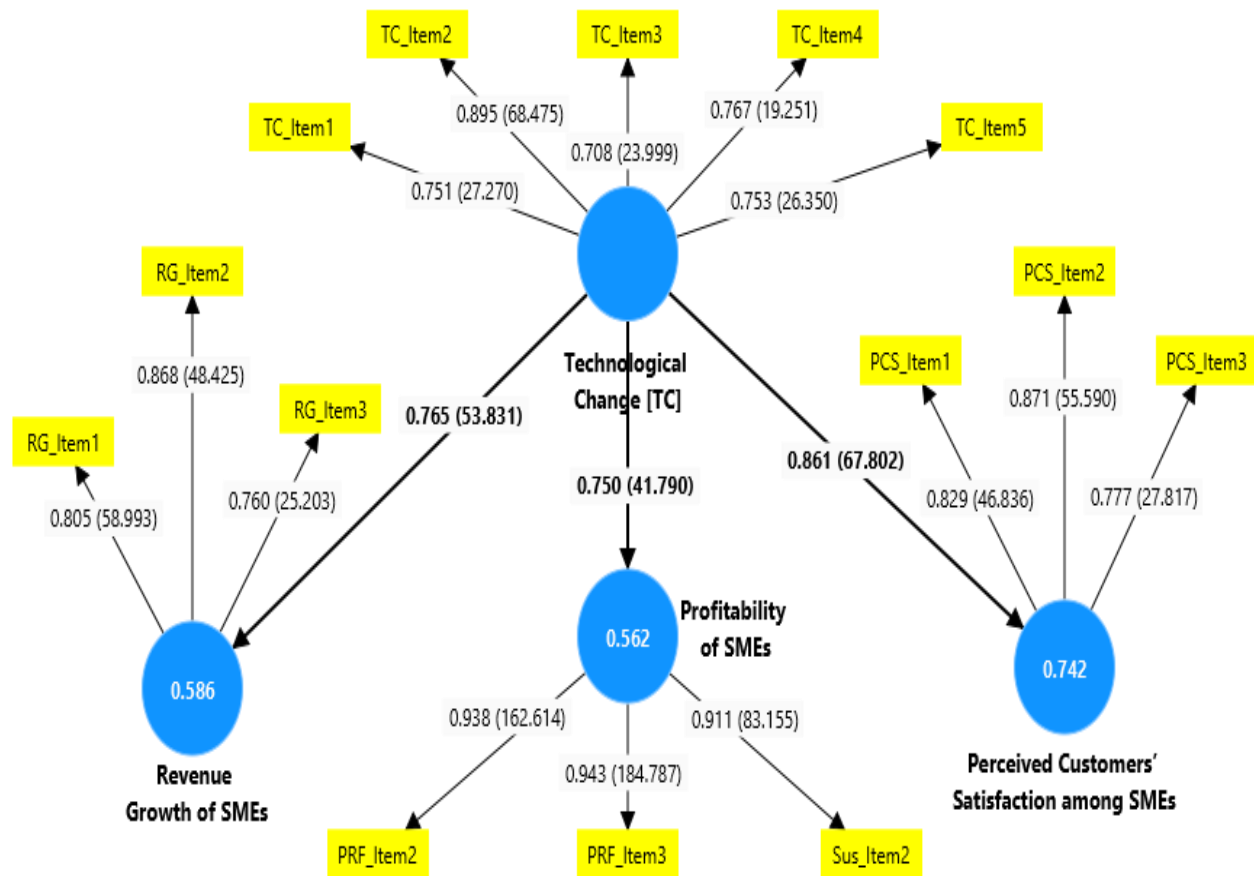 TC_Item2
TC_Item3
TC_Item4
TC_Item1
TC_Item5
0.895 (68.475)
0.767 (19.251)
0.708 (23.999)
0.751 (27.270)
0.753 (26.350)
RG_Item2
PCS_Item2
0.868 (48.425)
Technological
Change [TC]
PCS_Item1
PCS_Item3
RG_Item3
0.765 (53.831)
0.871 (55.590)
RG_Item1
0.861 (67.802)
0.750 (41.790)
0.760 (25.203)
0.805 (58.993)
0.829 (46.836)
0.777 (27.817)
Profitability
of SMEs
0.562
0.586
0.742
0.938 (162.614)
0.911 (83.155)
0.943 (184.787)
Revenue
Growth of SMEs
Perceived Customers’
Satisfaction among SMEs
PRF_Item2
PRF_Item3
Sus_Item2